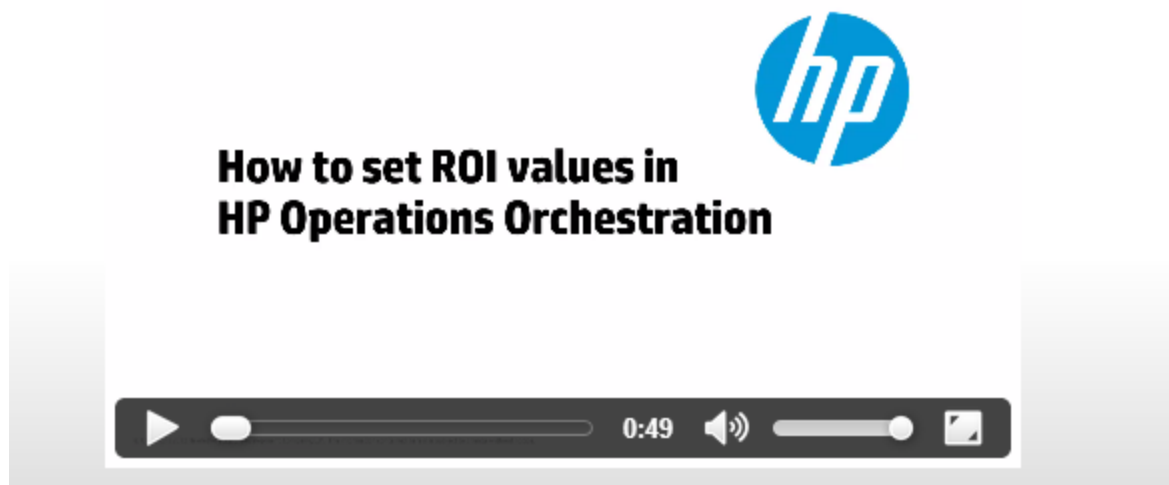 hp
How to set ROI values in
HP Operations Orchestration
0:49